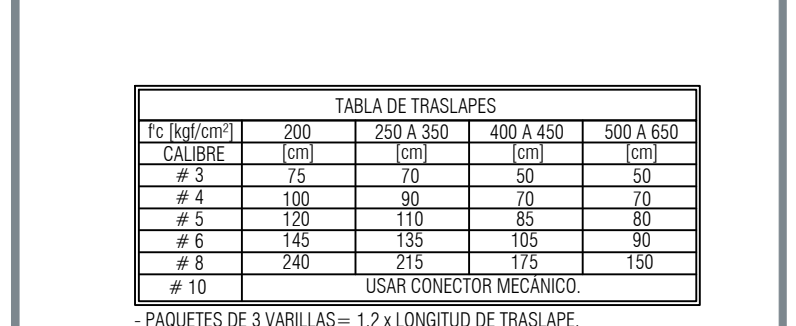 TABLA DE TRASLAPES
f'c [kgf/cm²] 200 250 A 350 400 A 450 500 A 650
CALIBRE [cm] [cm] [cm] [cm]
# 3 75 70 50 50
# 4 100 90 70 70
# 5 120 110 85 80
# 6 145 135 105 90
# 8 240 215 175 150
# 10 USAR CONECTOR MECÁNICO.
- PAQUETES DE 3 VARILLAS= 1.2 x LONGITUD DE TRASLAPE.